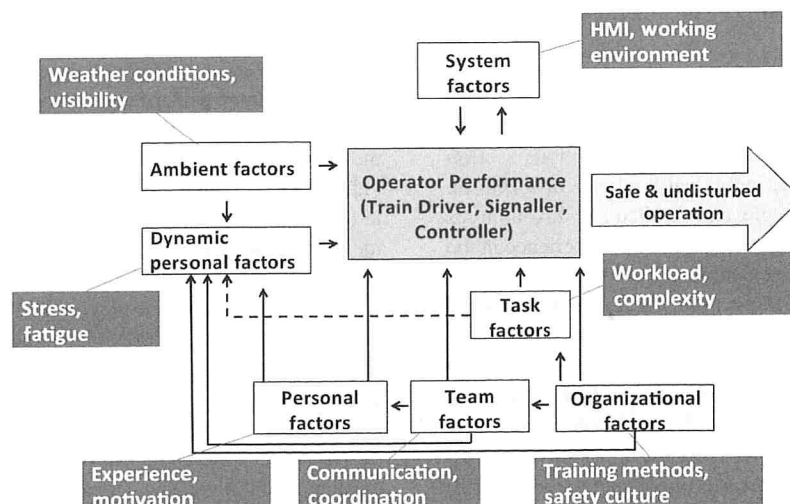 HMI, working
environment
System
factors
Weather conditions,
visibility
Ambient factors
Operator Performance
(Train Driver, Signaller,
Controller)
Safe & undisturbed
operation
Dynamic
personal factors
Stress,
fatigue
Workload,
complexity
Task
factors
Personal
factors
Team
factors
Organizational
factors
Experience,
motivation
Communication,
coordination
Training methods,
safety culture